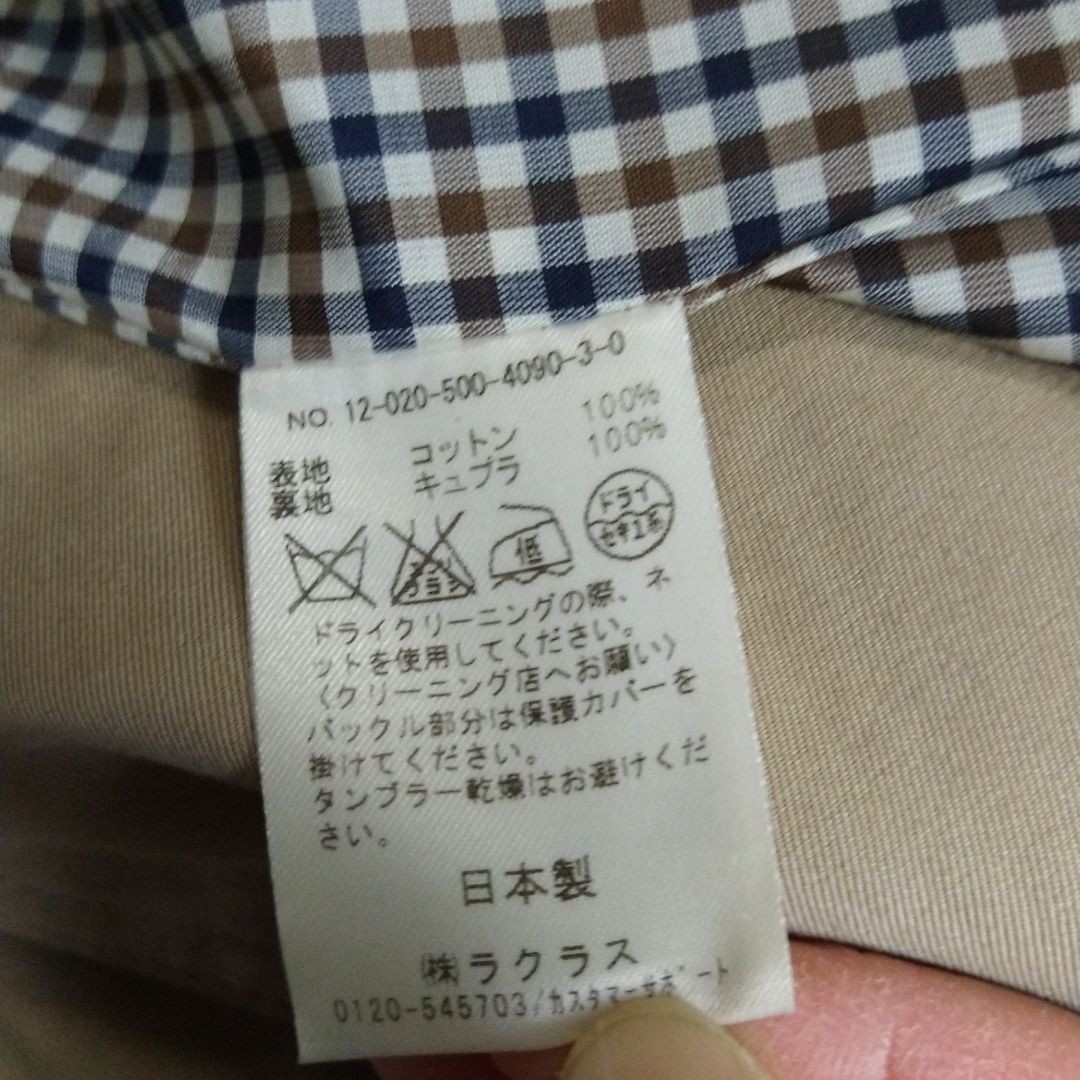 NO. 12-020-500-4090-3-0
表地 コットン 100%
裏地 キュプラ 100%
エンソ サラシ 低 ドライ セキユ系
ドライクリーニングの際、ネ
ットを使用してください。
〈クリーニング店へお願い〉
バックル部分は保護カバーを
掛けてください。
タンブラー乾燥はお避けくだ
さい。
日本製
㈱ラクラス
0120-545703/カスタマーサポート